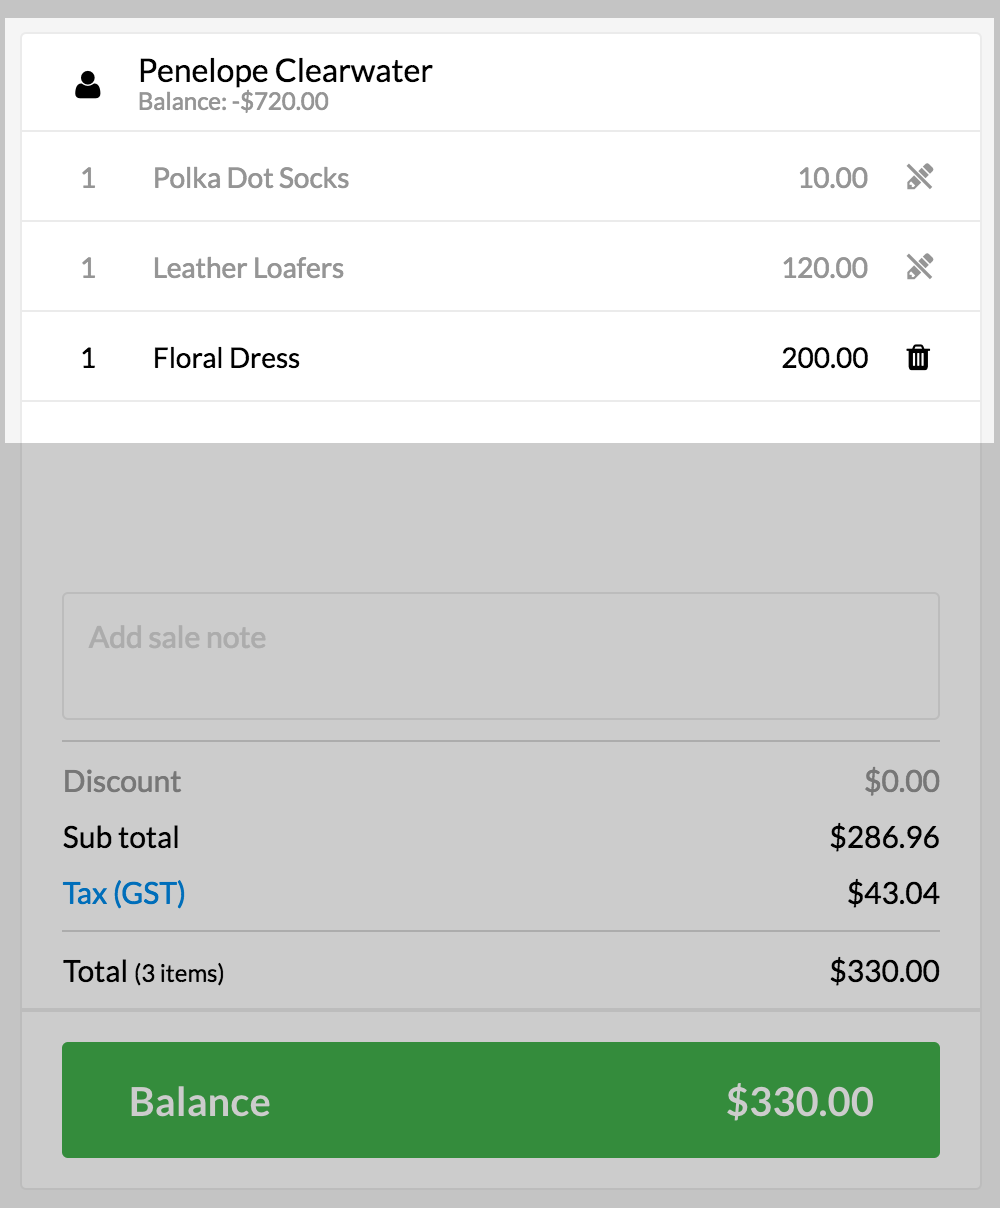 Penelope Clearwater
Balance: -$720.00
1 Polka Dot Socks 10.00
1 Leather Loafers 120.00
1 Floral Dress 200.00
Add sale note
Discount $0.00
Sub total $286.96
Tax (GST) $43.04
Total (3 items) $330.00
Balance $330.00